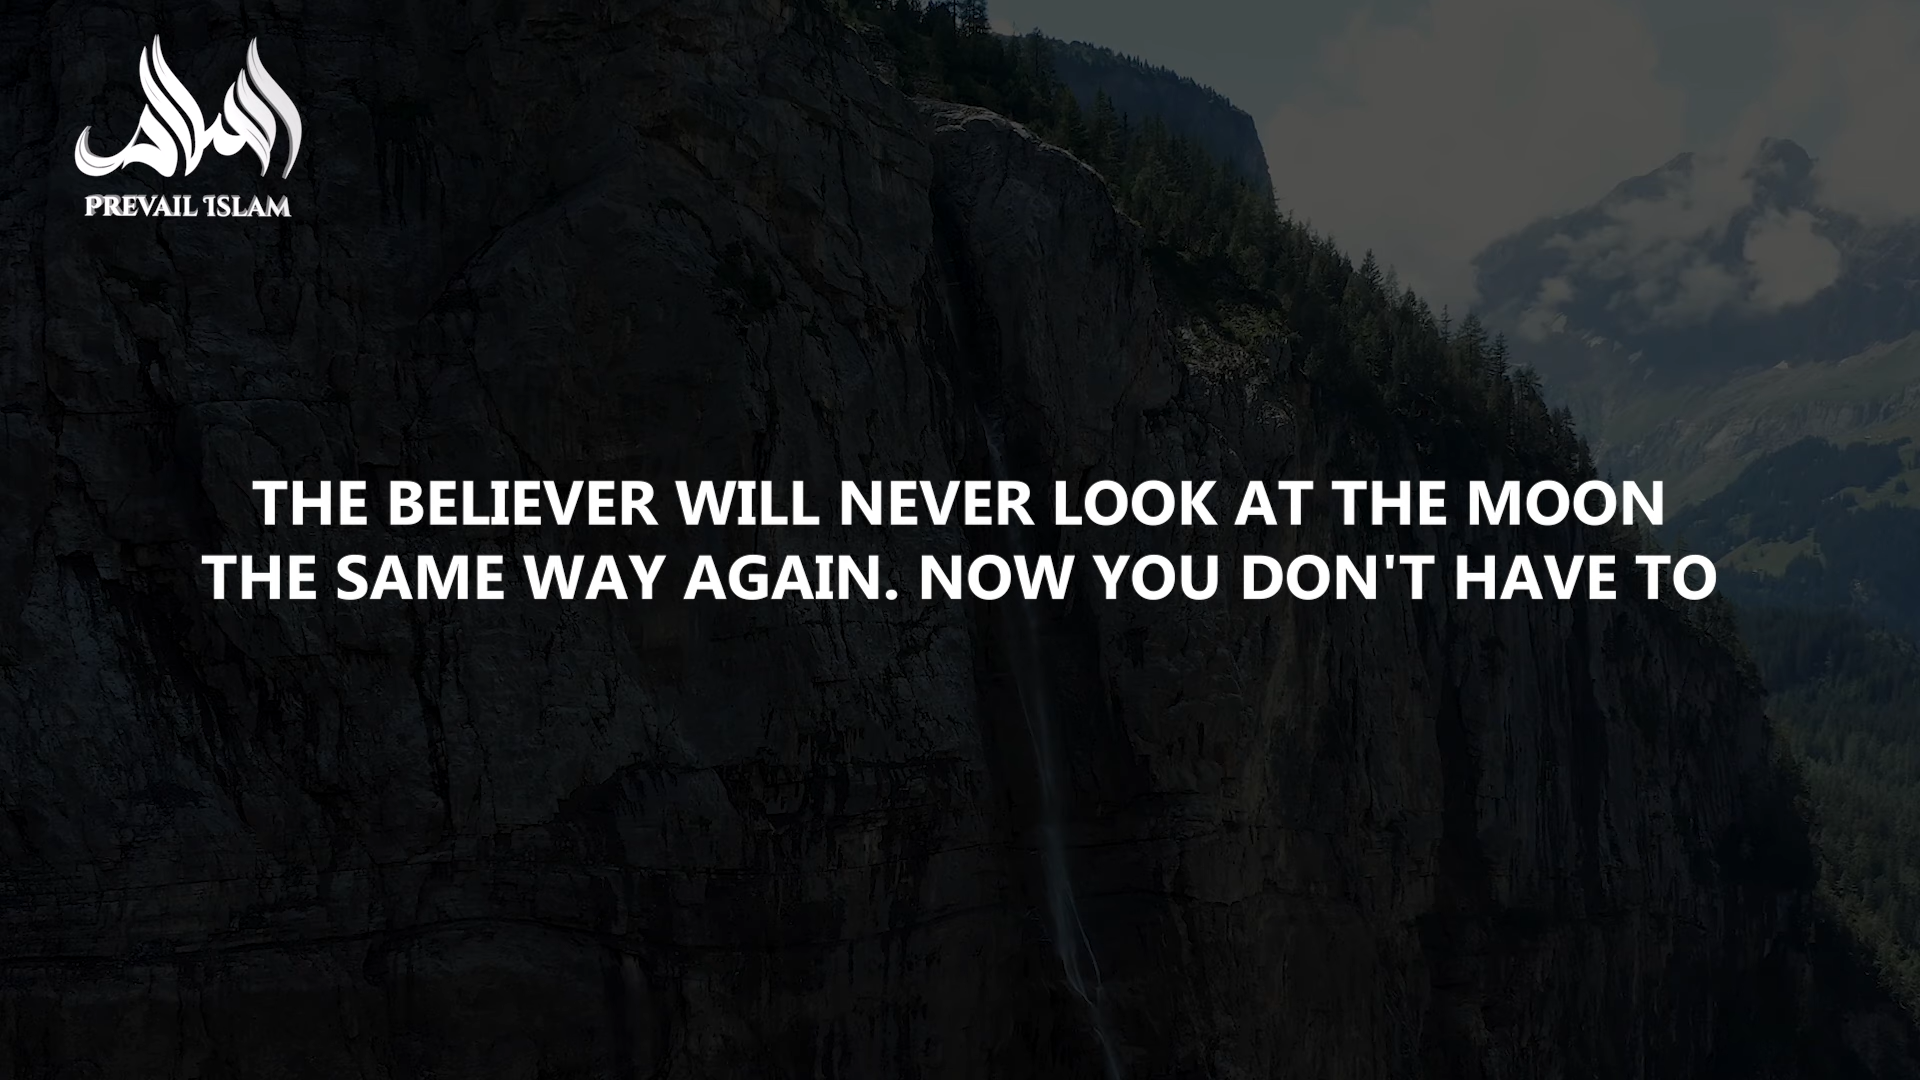 PREVAIL ISLAM
THE BELIEVER WILL NEVER LOOK AT THE MOON
THE SAME WAY AGAIN. NOW YOU DON'T HAVE TO